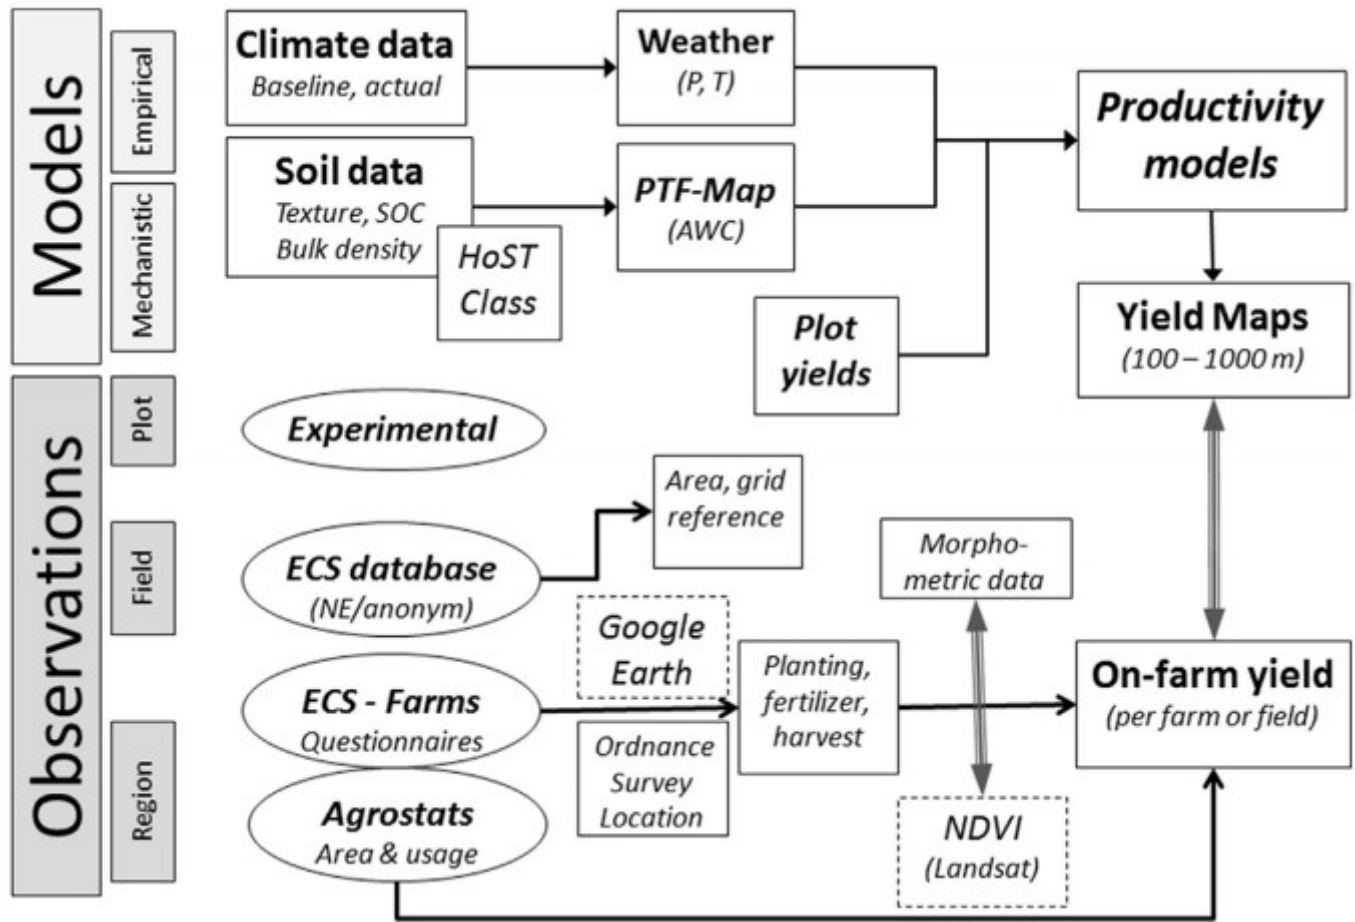 Models
Empirical
Mechanistic
Climate data
Baseline, actual
Weather
(P, T)
Soil data
Texture, SOC
Bulk density
HoST
Class
PTF-Map
(AWC)
Productivity
models
Plot
yields
Yield Maps
(100 – 1000 m)
Observations
Plot
Field
Region
Experimental
ECS database
(NE/anonym)
Area, grid
reference
Morpho-
metric data
Google
Earth
ECS - Farms
Questionnaires
Planting,
fertilizer,
harvest
On-farm yield
(per farm or field)
Ordnance
Survey
Location
Agrostats
Area & usage
NDVI
(Landsat)